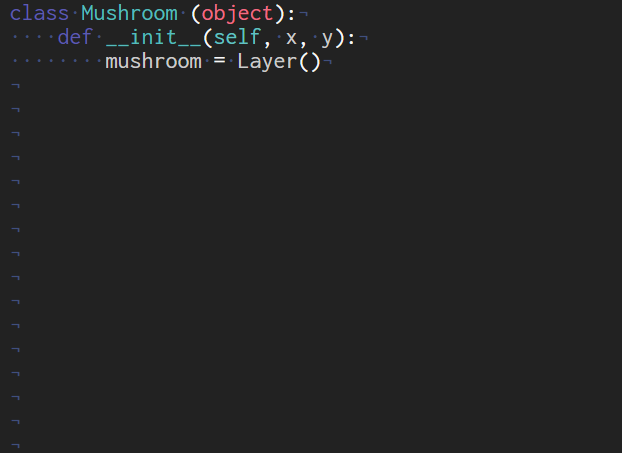 class Mushroom (object):
    def __init__(self, x, y):
        mushroom = Layer()